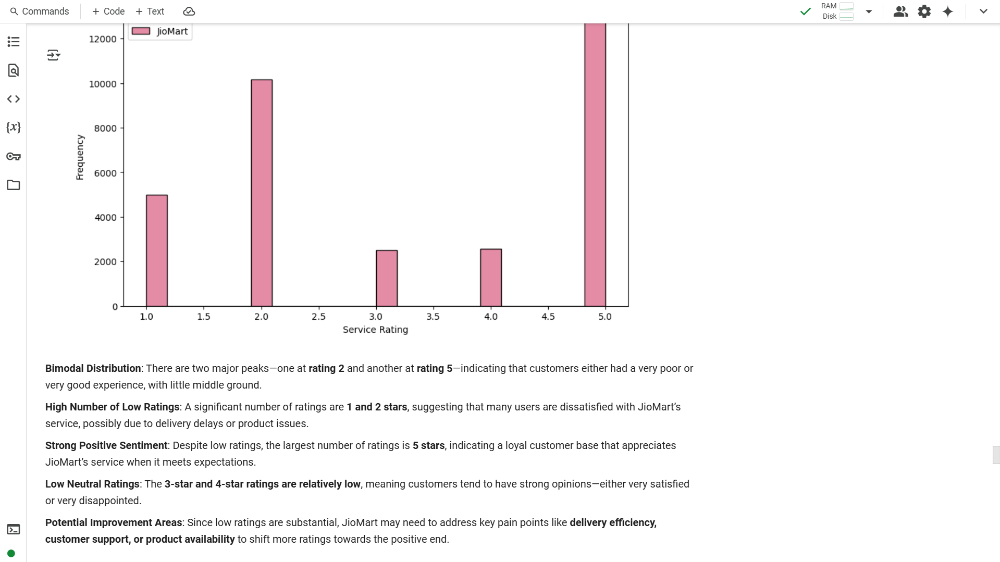 Commands + Code + Text RAM
Disk
JioMart
12000
10000
8000
6000
4000
2000
0
Frequency
1.0 1.5 2.0 2.5 3.0 3.5 4.0 4.5 5.0
Service Rating
{x}
Bimodal Distribution: There are two major peaks—one at rating 2 and another at rating 5—indicating that customers either had a very poor or
very good experience, with little middle ground.
High Number of Low Ratings: A significant number of ratings are 1 and 2 stars, suggesting that many users are dissatisfied with JioMart’s
service, possibly due to delivery delays or product issues.
Strong Positive Sentiment: Despite low ratings, the largest number of ratings is 5 stars, indicating a loyal customer base that appreciates
JioMart’s service when it meets expectations.
Low Neutral Ratings: The 3-star and 4-star ratings are relatively low, meaning customers tend to have strong opinions—either very satisfied
or very disappointed.
Potential Improvement Areas: Since low ratings are substantial, JioMart may need to address key pain points like delivery efficiency,
customer support, or product availability to shift more ratings towards the positive end.